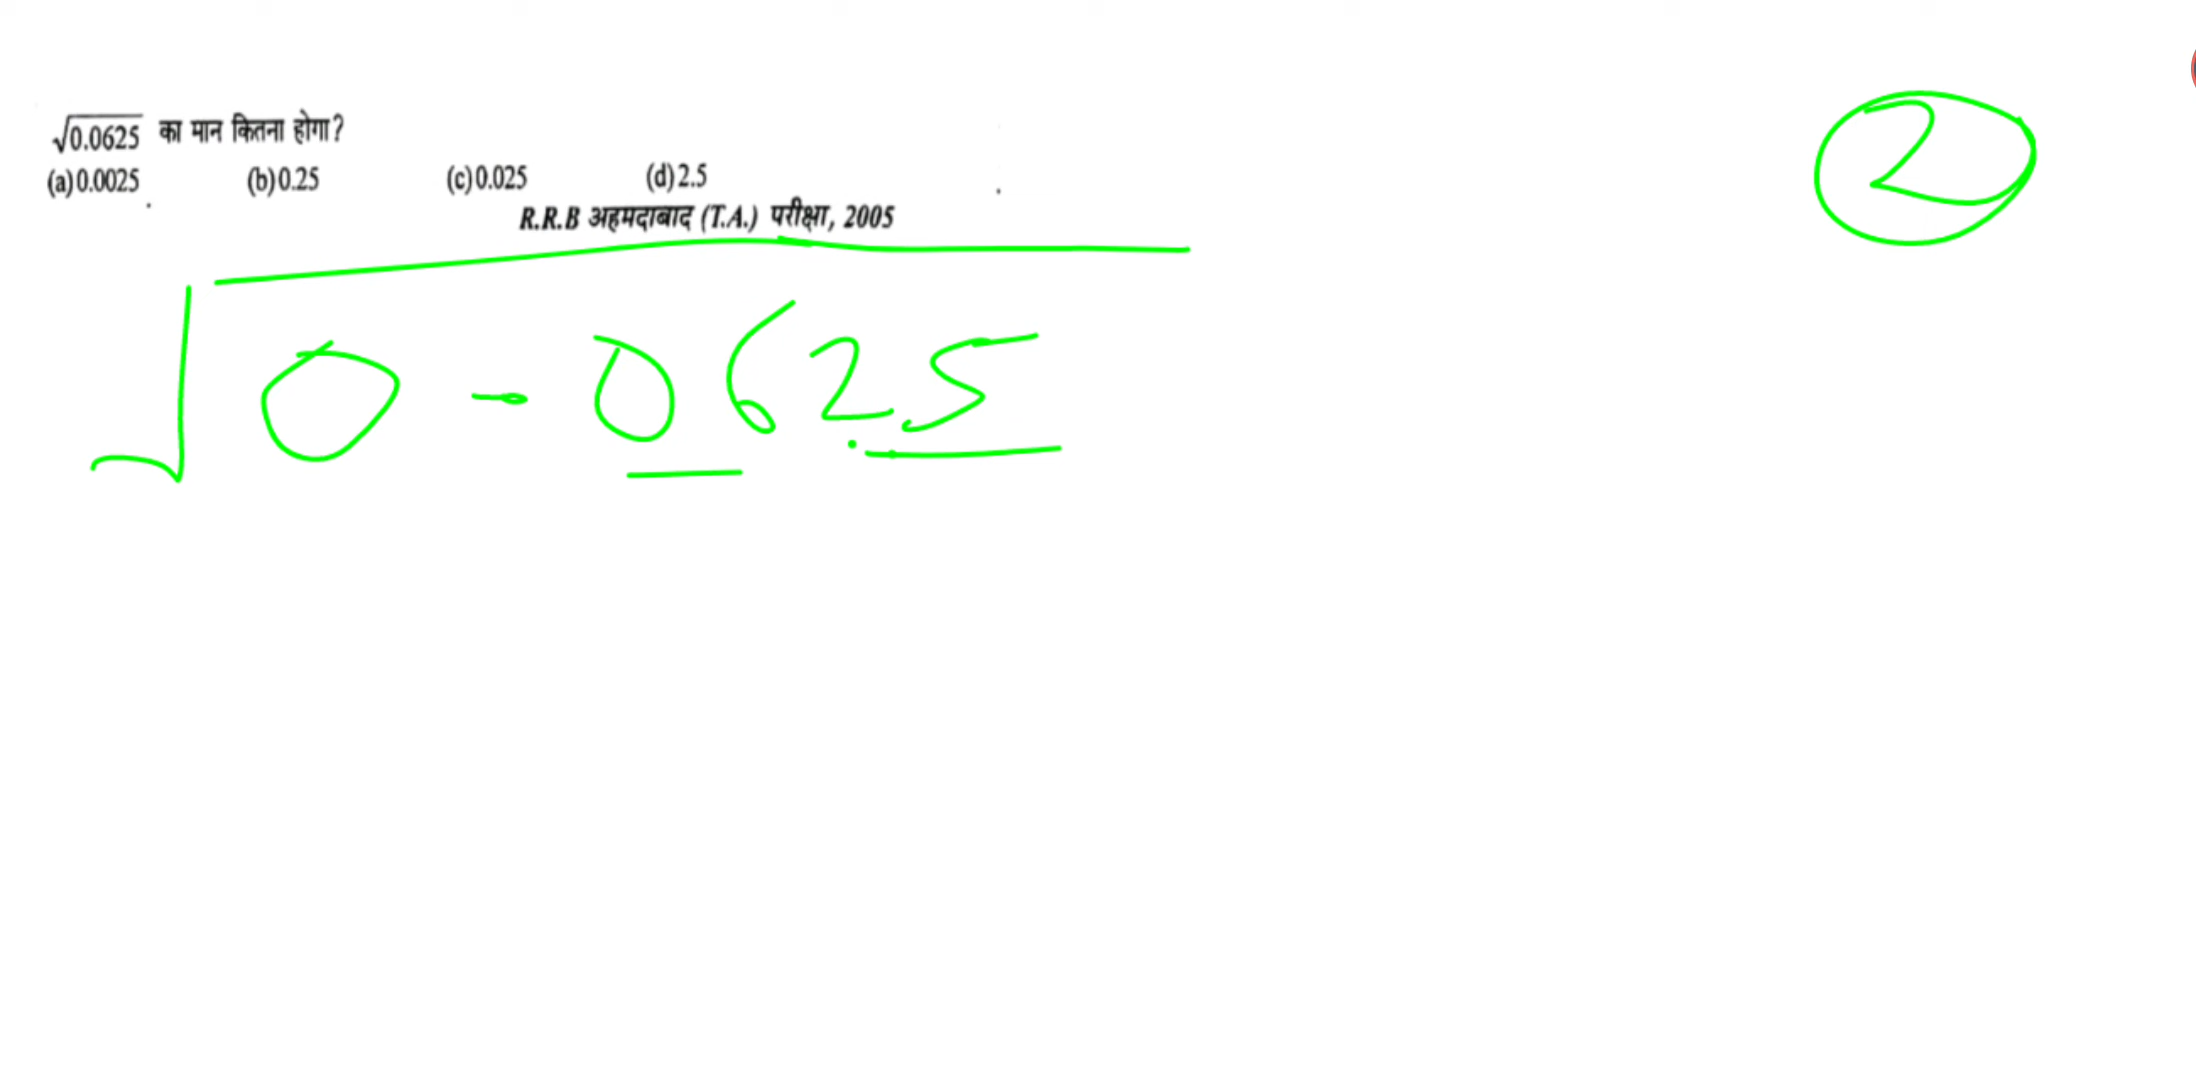 √0.0625 का मान कितना होगा?
(a) 0.0025 (b) 0.25 (c) 0.025 (d) 2.5
R.R.B अहमदाबाद (T.A.) परीक्षा, 2005
2
√0-0625